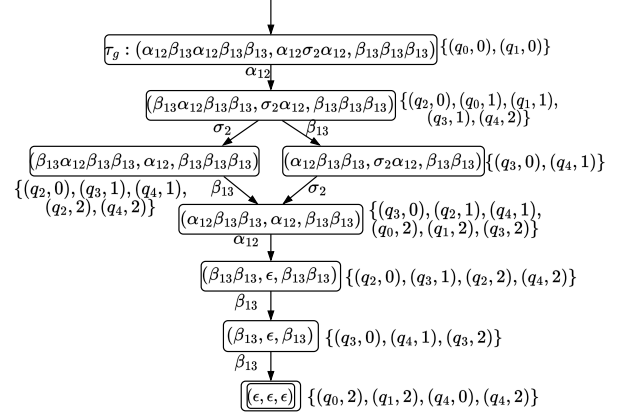 τ_g : (α₁₂β₁₃α₁₂β₁₃β₁₃, α₁₂σ₂α₁₂, β₁₃β₁₃β₁₃) {(q₀, 0), (q₁, 0)}
α₁₂
(β₁₃α₁₂β₁₃β₁₃, σ₂α₁₂, β₁₃β₁₃β₁₃) {(q₂, 0), (q₀, 1), (q₁, 1),
(q₃, 1), (q₄, 2)}
σ₂ β₁₃
(β₁₃α₁₂β₁₃β₁₃, α₁₂, β₁₃β₁₃β₁₃) (α₁₂β₁₃β₁₃, σ₂α₁₂, β₁₃β₁₃) {(q₃, 0), (q₄, 1)}
{(q₂, 0), (q₃, 1), (q₄, 1),
(q₂, 2), (q₄, 2)}
β₁₃ σ₂
(α₁₂β₁₃β₁₃, α₁₂, β₁₃β₁₃) {(q₃, 0), (q₂, 1), (q₄, 1),
(q₀, 2), (q₁, 2), (q₃, 2)}
α₁₂
(β₁₃β₁₃, ϵ, β₁₃β₁₃) {(q₂, 0), (q₃, 1), (q₂, 2), (q₄, 2)}
β₁₃
(β₁₃, ϵ, β₁₃) {(q₃, 0), (q₄, 1), (q₃, 2)}
β₁₃
(ϵ, ϵ, ϵ) {(q₀, 2), (q₁, 2), (q₄, 0), (q₄, 2)}